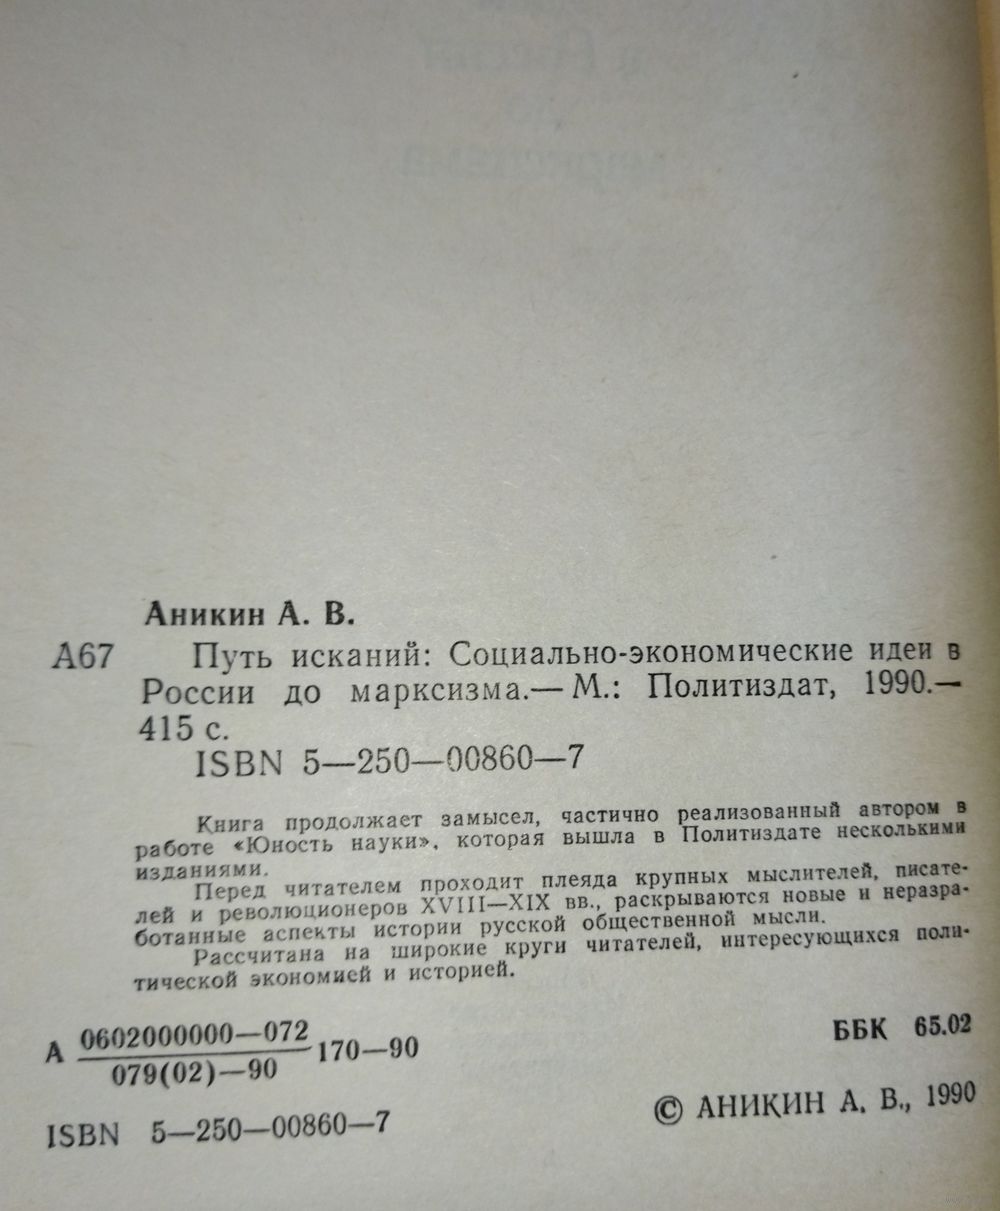 Аникин А. В.
А67 Путь исканий: Социально-экономические идеи в
России до марксизма.— М.: Политиздат, 1990.—
415 с.
ISBN 5—250—00860—7
Книга продолжает замысел, частично реализованный автором в
работе «Юность науки», которая вышла в Политиздате несколькими
изданиями.
Перед читателем проходит плеяда крупных мыслителей, писате-
лей и революционеров XVIII—XIX вв., раскрываются новые и неразра-
ботанные аспекты истории русской общественной мысли.
Рассчитана на широкие круги читателей, интересующихся поли-
тической экономией и историей.
А 0602000000—072
079(02)—90 170—90
ББК 65.02
ISBN 5—250—00860—7
© АНИКИН А. В., 1990